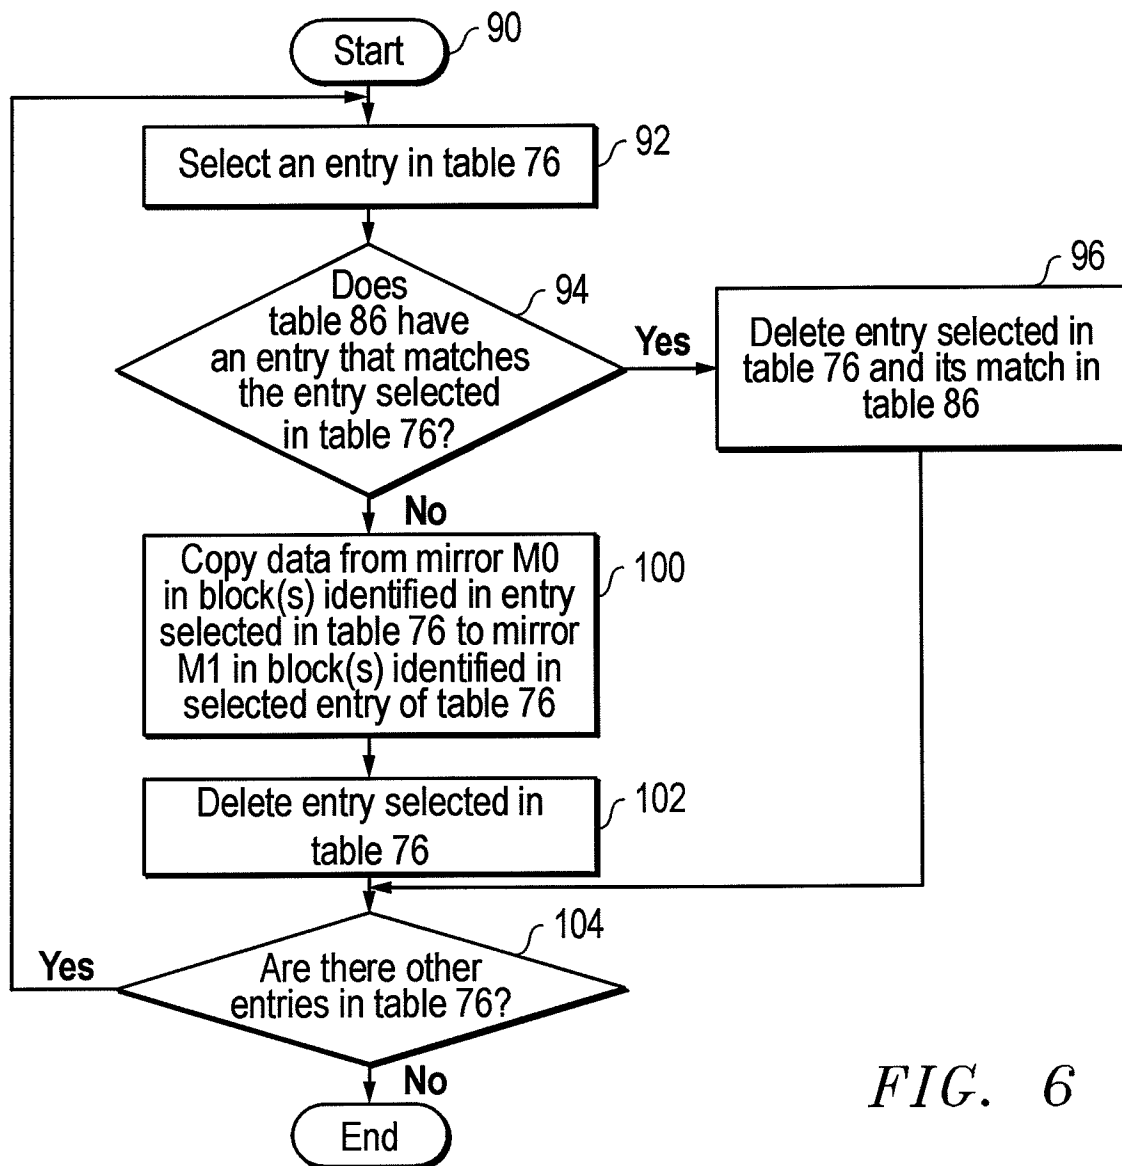 Start
90
Select an entry in table 76
92
Does
table 86 have
an entry that matches
the entry selected
in table 76?
94
Yes
Delete entry selected in
table 76 and its match in
table 86
96
No
Copy data from mirror M0
in block(s) identified in entry
selected in table 76 to mirror
M1 in block(s) identified in
selected entry of table 76
100
Delete entry selected in
table 76
102
Are there other
entries in table 76?
104
Yes
No
End
FIG. 6